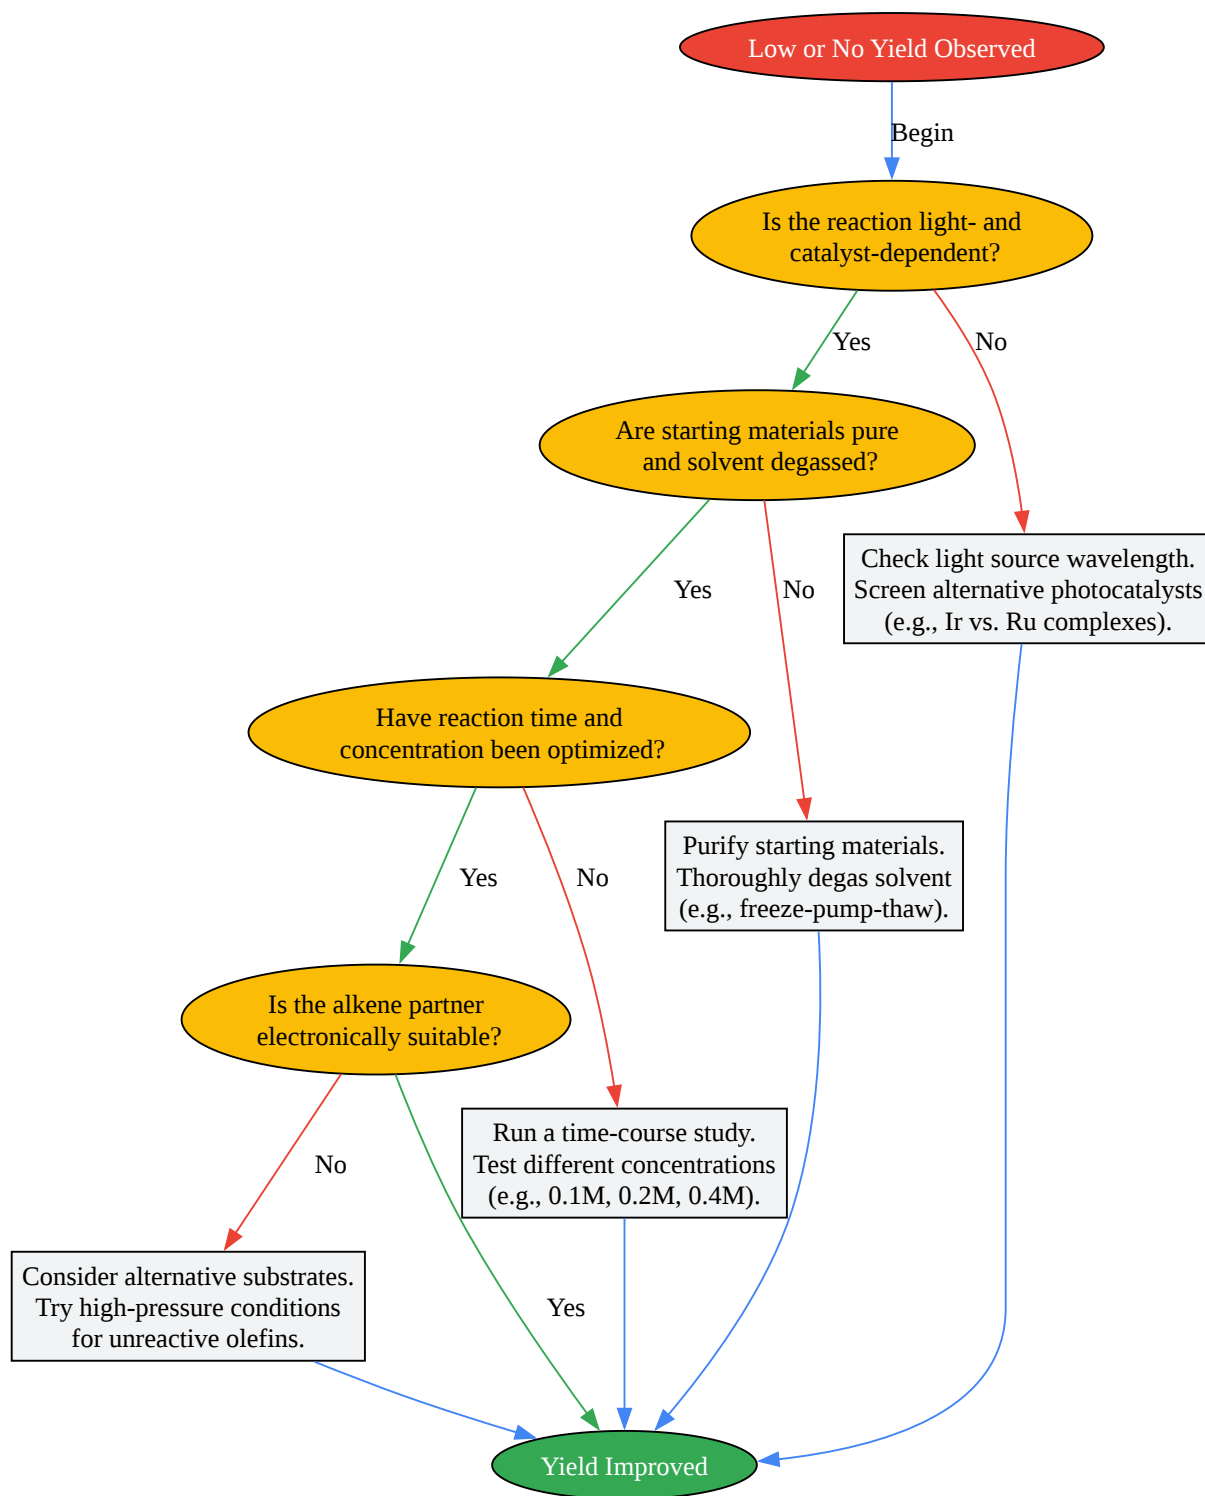 Low or No Yield Observed
Begin
Is the reaction light- and
catalyst-dependent?
Yes
No
Are starting materials pure
and solvent degassed?
Yes
No
Check light source wavelength.
Screen alternative photocatalysts
(e.g., Ir vs. Ru complexes).
Have reaction time and
concentration been optimized?
Yes
No
Purify starting materials.
Thoroughly degas solvent
(e.g., freeze-pump-thaw).
Is the alkene partner
electronically suitable?
No
Yes
Run a time-course study.
Test different concentrations
(e.g., 0.1M, 0.2M, 0.4M).
Consider alternative substrates.
Try high-pressure conditions
for unreactive olefins.
Yield Improved